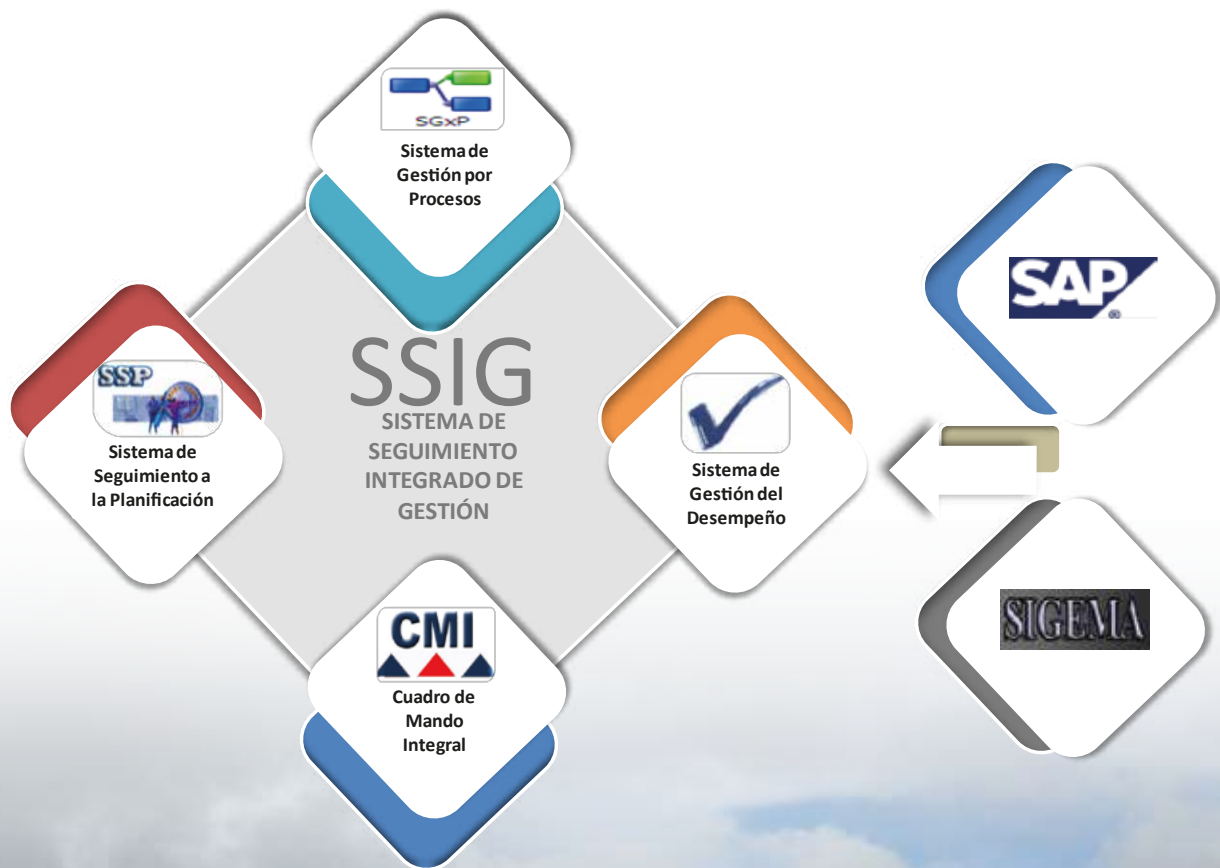 SGxP
Sistema de
Gestión por
Procesos
SSP
Sistema de
Seguimiento a
la Planificación
SSIG
SISTEMA DE
SEGUIMIENTO
INTEGRADO DE
GESTIÓN
Sistema de
Gestión del
Desempeño
CMI
Cuadro de
Mando
Integral
SAP
®
SIGEMA